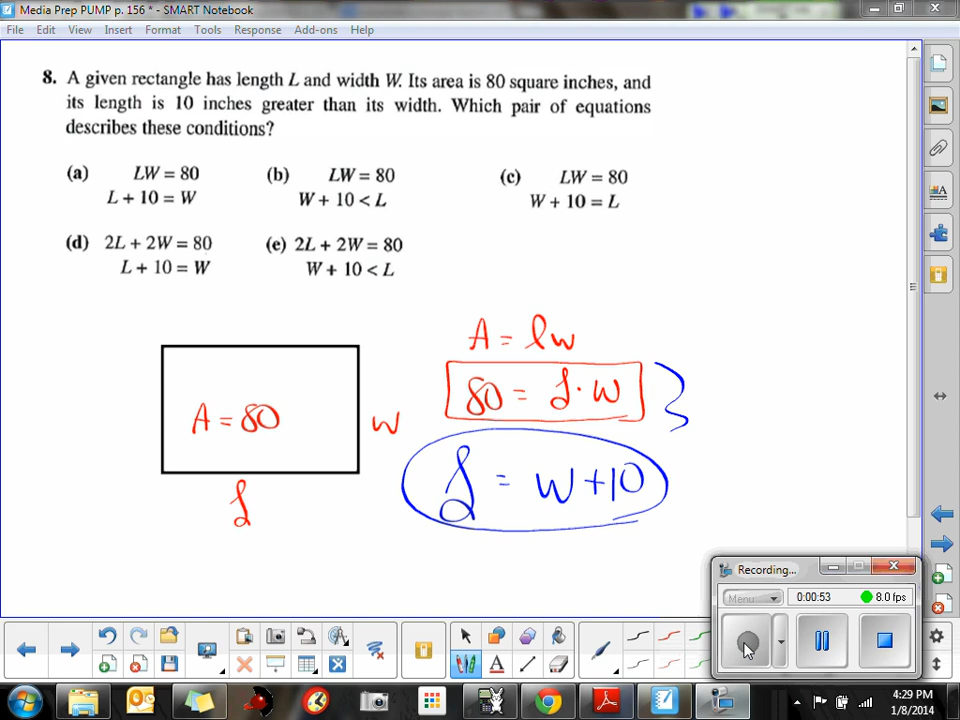 Media Prep PUMP p. 156 * - SMART Notebook
File Edit View Insert Format Tools Response Add-ons Help
8. A given rectangle has length L and width W. Its area is 80 square inches, and
its length is 10 inches greater than its width. Which pair of equations
describes these conditions?
(a) LW = 80 (b) LW = 80 (c) LW = 80
L + 10 = W W + 10 < L W + 10 = L
(d) 2L + 2W = 80 (e) 2L + 2W = 80
L + 10 = W W + 10 < L
A = lw
80 = L · W
A = 80 W
L = W + 10
L
Recording...
Menu 0:00:53 8.0 fps
A
4:29 PM
1/8/2014